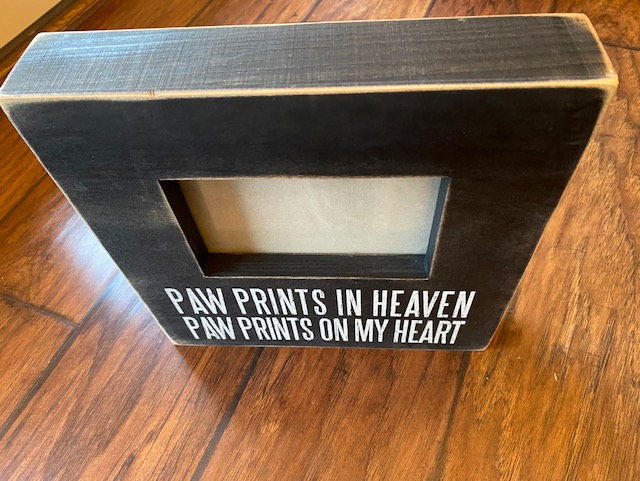 PAW PRINTS IN HEAVEN
PAW PRINTS ON MY HEART